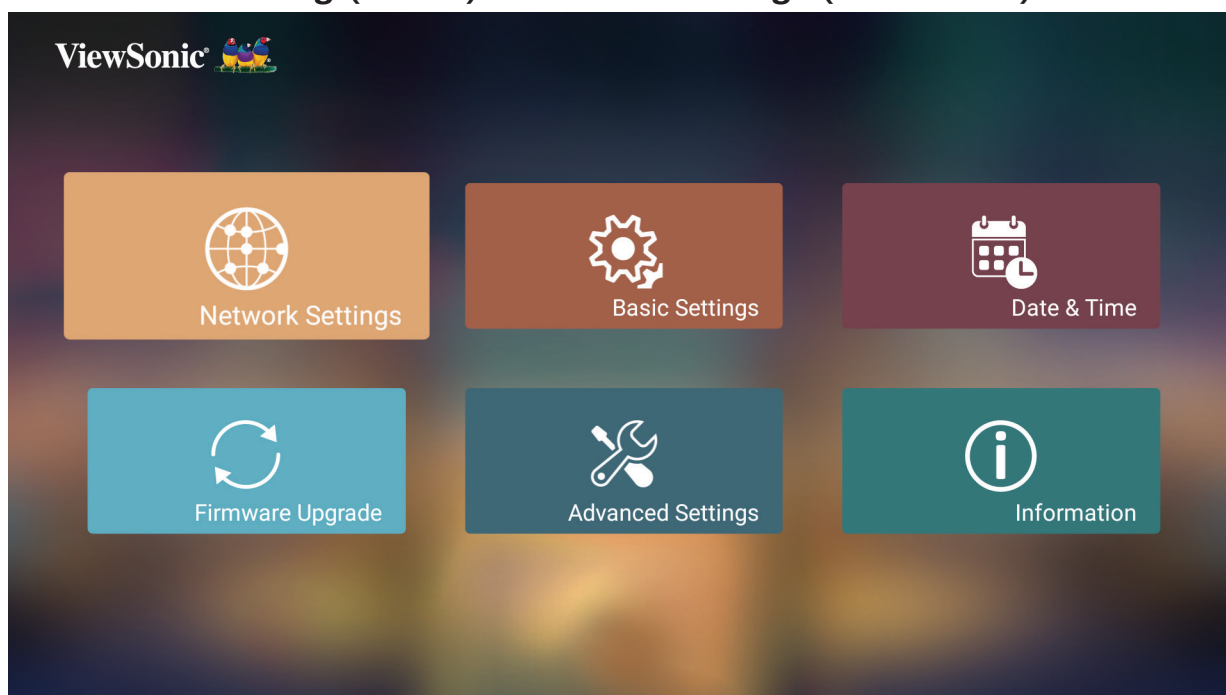 ViewSonic®
Network Settings
Basic Settings
Date & Time
Firmware Upgrade
Advanced Settings
Information